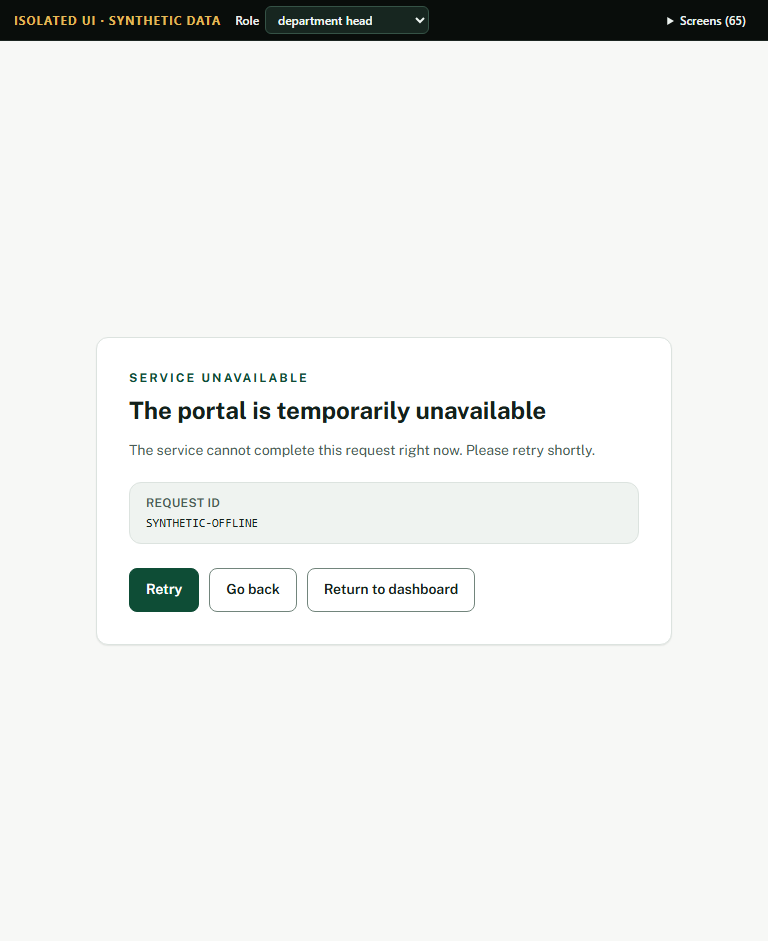 ISOLATED UI · SYNTHETIC DATA Role department head ▶ Screens (65)
SERVICE UNAVAILABLE
The portal is temporarily unavailable
The service cannot complete this request right now. Please retry shortly.
REQUEST ID
SYNTHETIC-OFFLINE
Retry Go back Return to dashboard